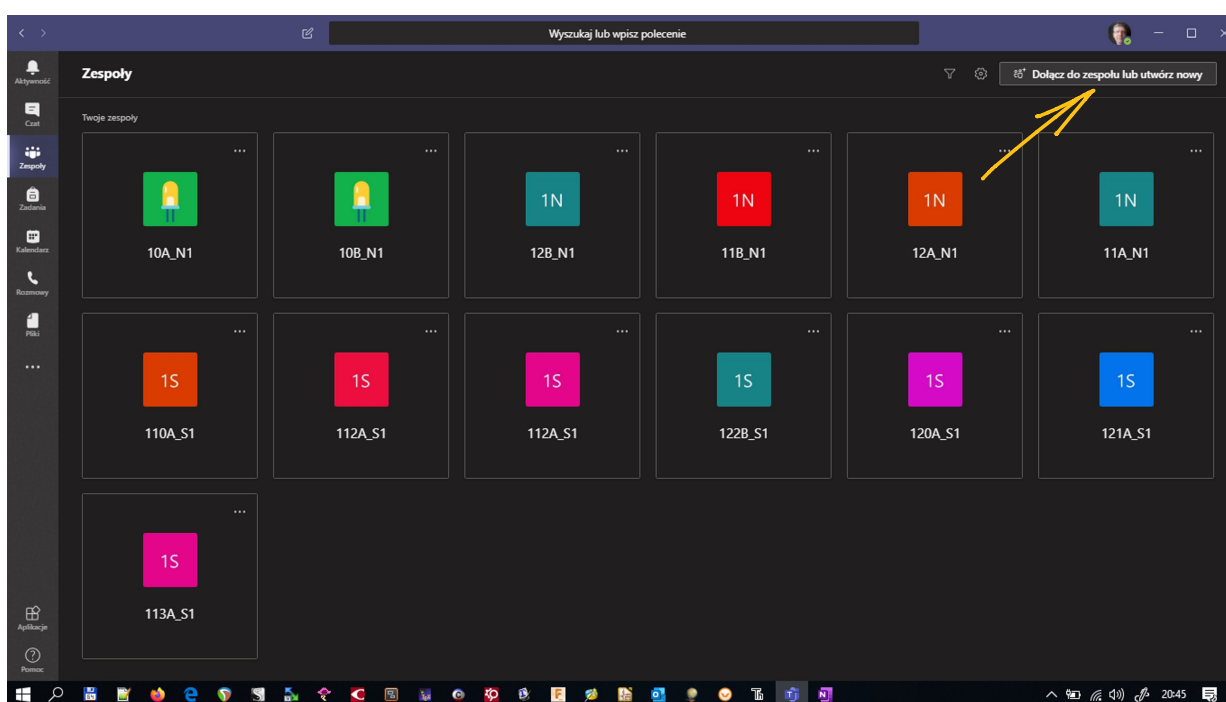 Wyszukaj lub wpisz polecenie
Aktywność
Czat
Zespoły
Zadania
Kalendarz
Rozmowy
Pliki
Aplikacje
Pomoc
Zespoły
Dołącz do zespołu lub utwórz nowy
Twoje zespoły
1N 1N 1N 1N
10A_N1 10B_N1 12B_N1 11B_N1 12A_N1 11A_N1
1S 1S 1S 1S 1S 1S
110A_S1 112A_S1 112A_S1 122B_S1 120A_S1 121A_S1
1S
113A_S1
20:45